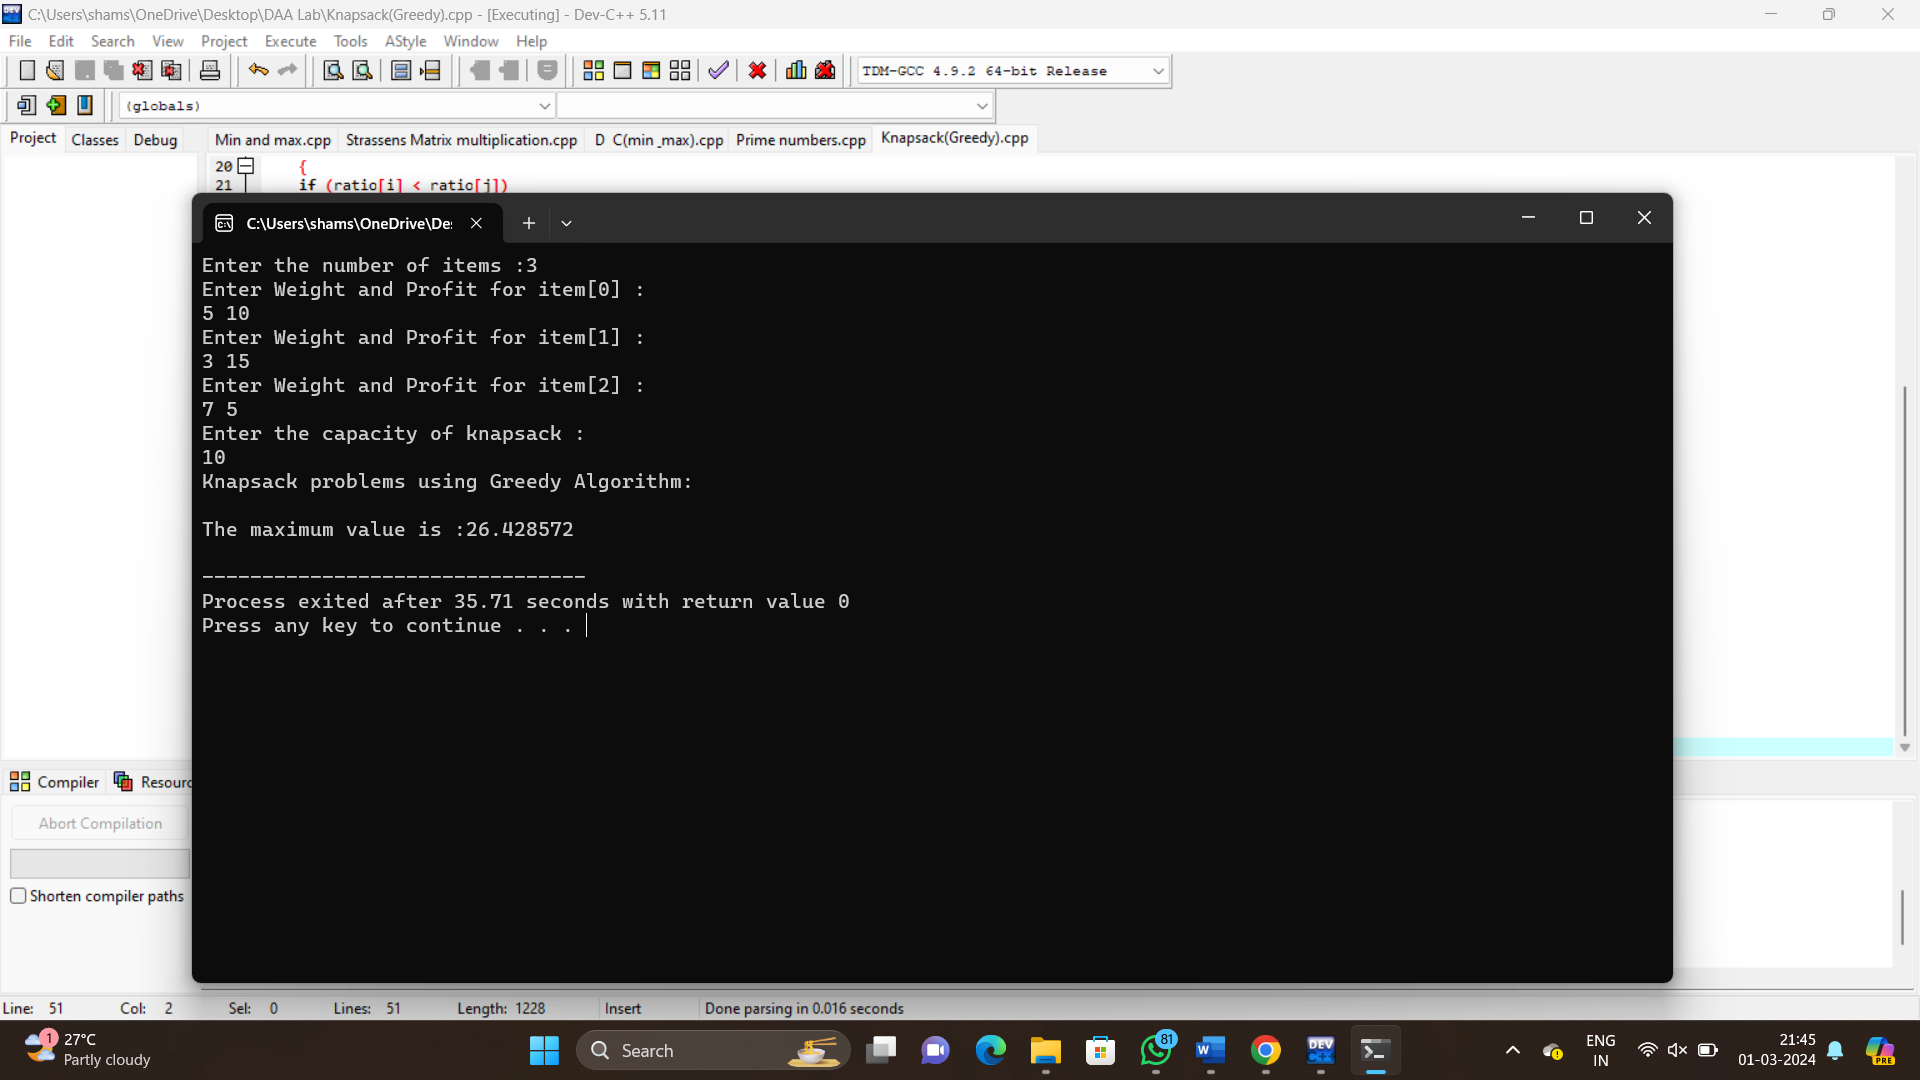 C:\Users\shams\OneDrive\Desktop\DAA Lab\Knapsack(Greedy).cpp - [Executing] - Dev-C++ 5.11
File Edit Search View Project Execute Tools AStyle Window Help
TDM-GCC 4.9.2 64-bit Release
(globals)
Project Classes Debug
Min and max.cpp Strassens Matrix multiplication.cpp D C(min_max).cpp Prime numbers.cpp Knapsack(Greedy).cpp
20 {
21 if (ratio[i] < ratio[j])
C:\Users\shams\OneDrive\De:
Enter the number of items :3
Enter Weight and Profit for item[0] :
5 10
Enter Weight and Profit for item[1] :
3 15
Enter Weight and Profit for item[2] :
7 5
Enter the capacity of knapsack :
10
Knapsack problems using Greedy Algorithm:
The maximum value is :26.428572
--------------------------------
Process exited after 35.71 seconds with return value 0
Press any key to continue . . .
Compiler Resourc
Abort Compilation
Shorten compiler paths
Line: 51 Col: 2 Sel: 0 Lines: 51 Length: 1228 Insert Done parsing in 0.016 seconds
1
27°C
Partly cloudy
Search
81
W
DEV
C++
PRE
ENG
IN
21:45
01-03-2024